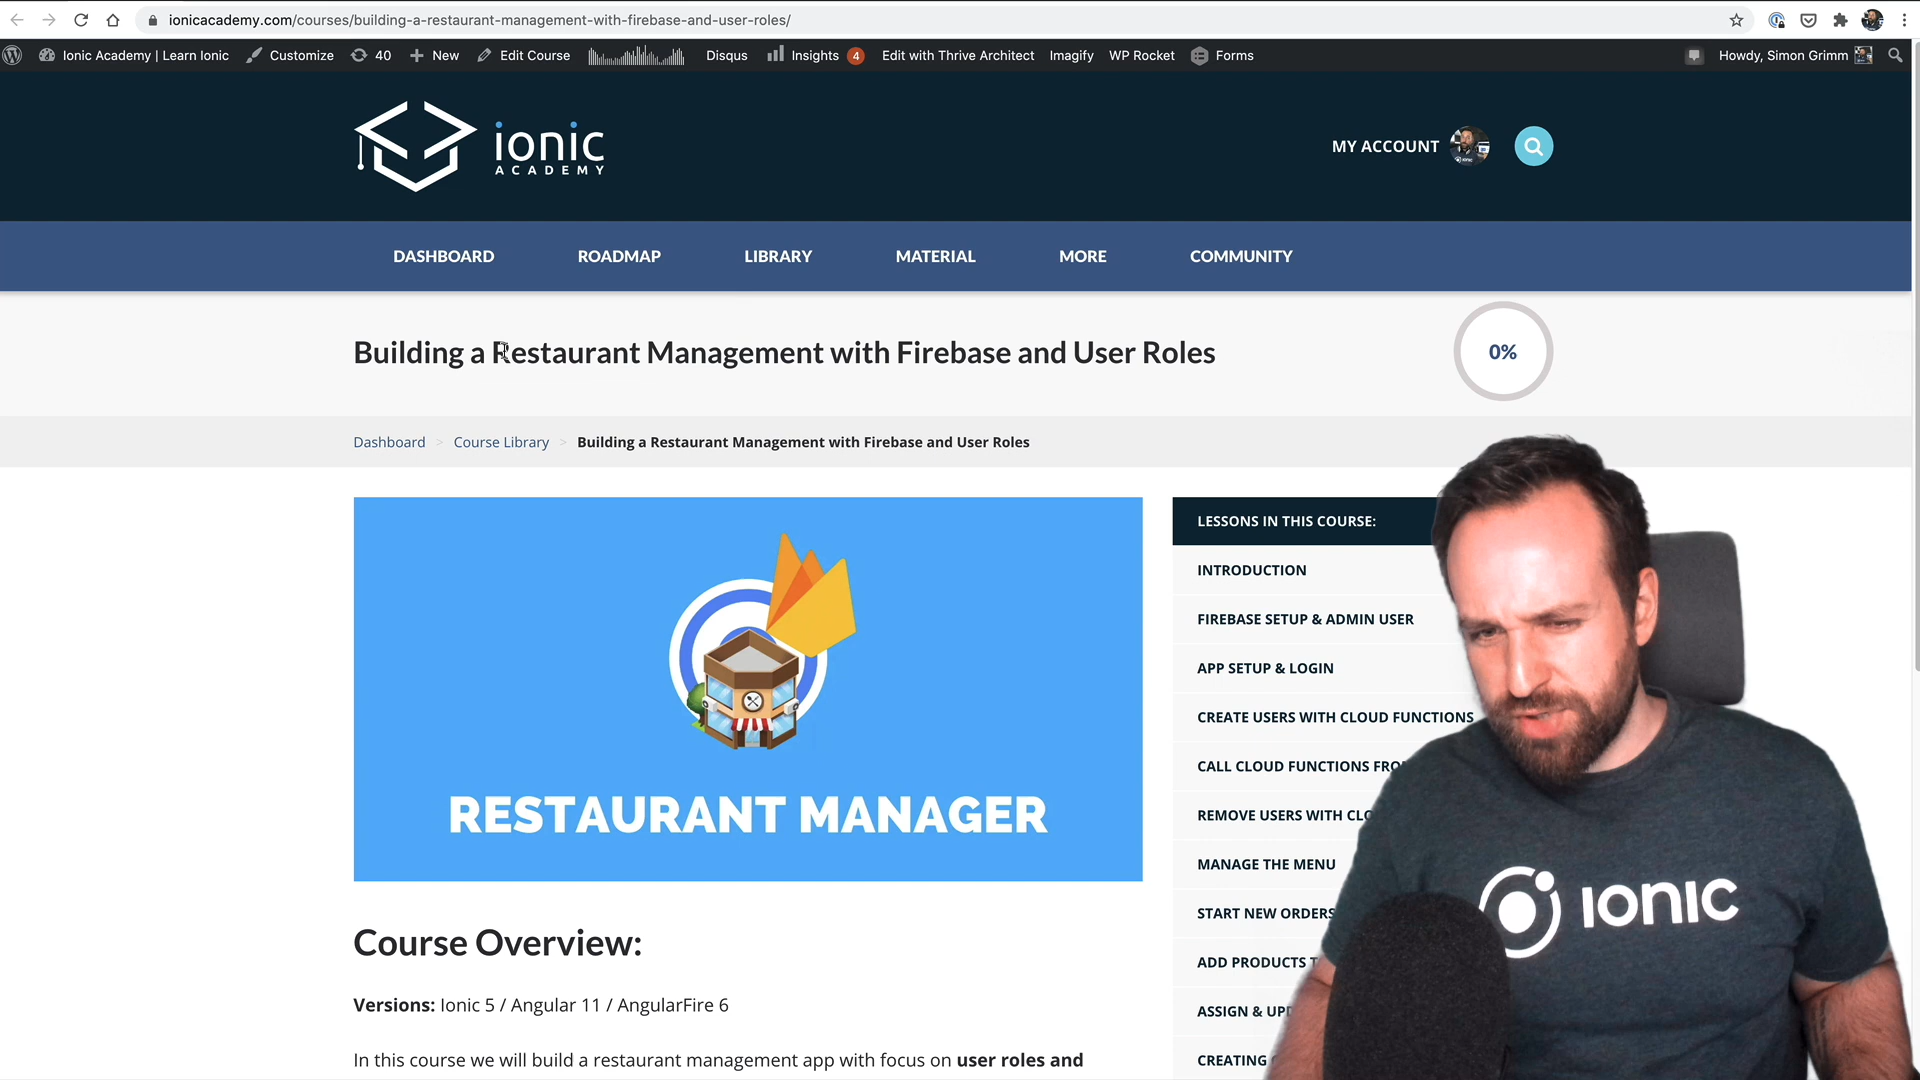 ionicacademy.com/courses/building-a-restaurant-management-with-firebase-and-user-roles/
Ionic Academy | Learn Ionic Customize 40 New Edit Course Disqus Insights 4 Edit with Thrive Architect Imagify WP Rocket Forms Howdy, Simon Grimm
ionic
ACADEMY
MY ACCOUNT
DASHBOARD ROADMAP LIBRARY MATERIAL MORE COMMUNITY
Building a Restaurant Management with Firebase and User Roles
0%
Dashboard > Course Library > Building a Restaurant Management with Firebase and User Roles
RESTAURANT MANAGER
Course Overview:
Versions: Ionic 5 / Angular 11 / AngularFire 6
In this course we will build a restaurant management app with focus on user roles and
LESSONS IN THIS COURSE:
INTRODUCTION
FIREBASE SETUP & ADMIN USER
APP SETUP & LOGIN
CREATE USERS WITH CLOUD FUNCTIONS
CALL CLOUD FUNCTIONS
REMOVE USERS WITH
MANAGE THE MENU
START NEW ORDERS
ADD PRODUCTS
ASSIGN &
CREATING
IONIC